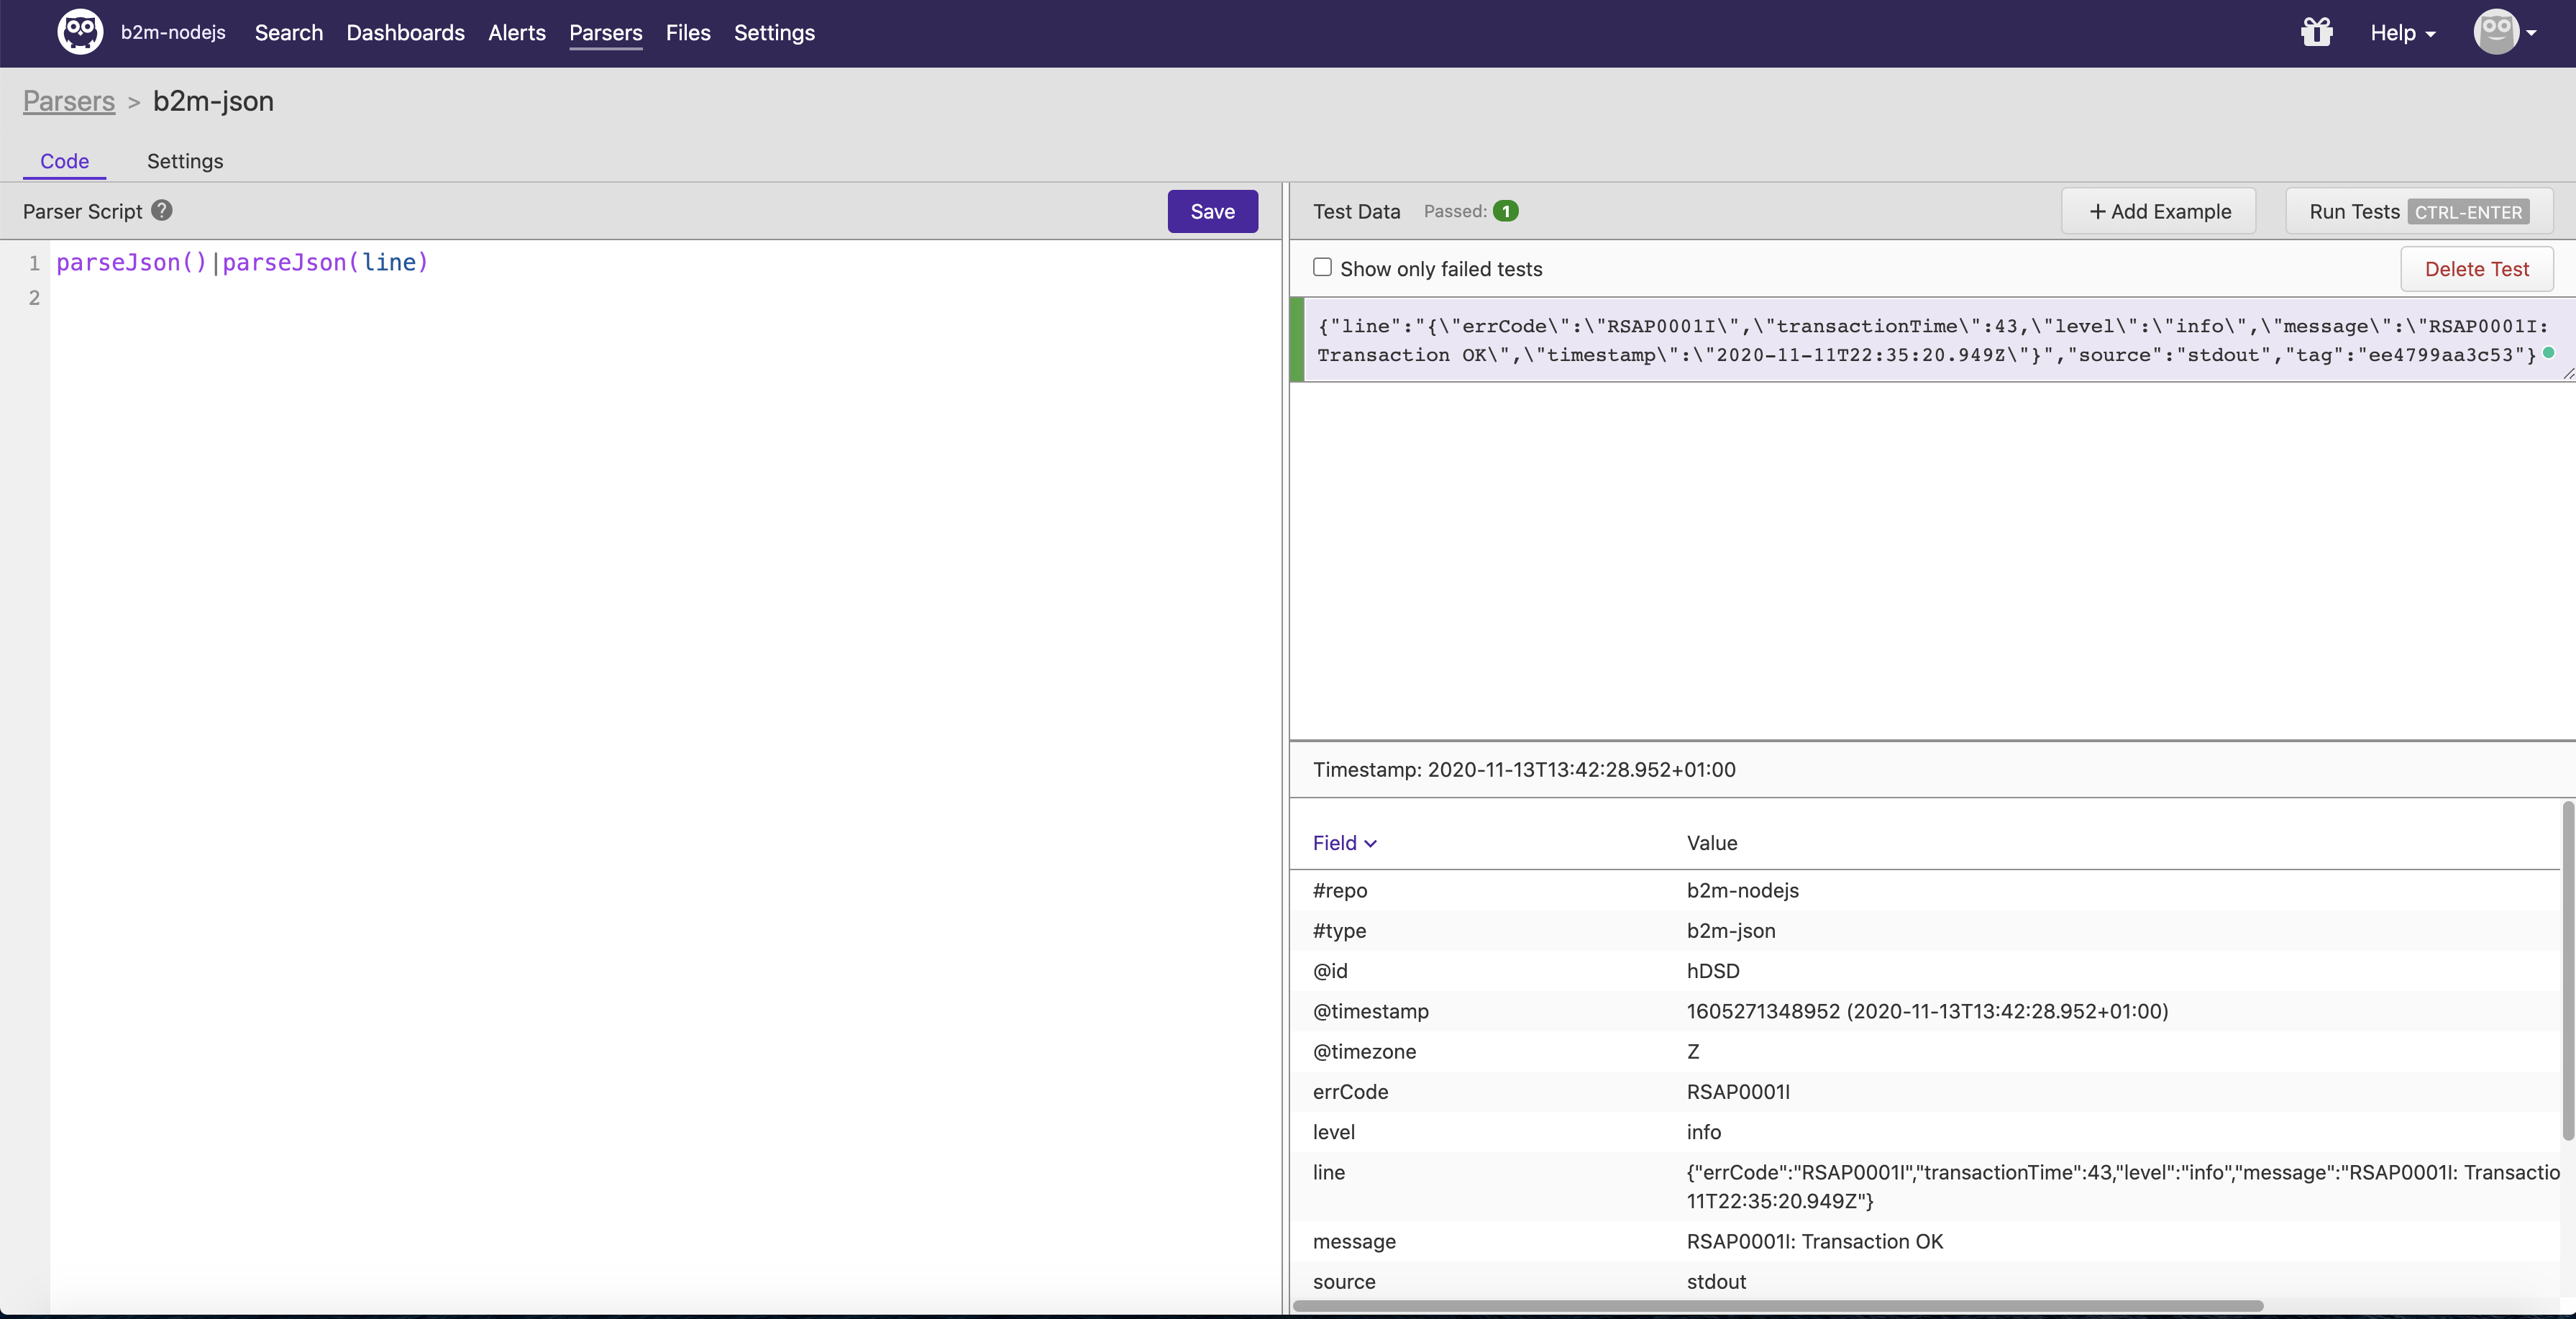 b2m-nodejs Search Dashboards Alerts Parsers Files Settings Help
Parsers > b2m-json
Code Settings
Parser Script ? Save
1 parseJson()|parseJson(line)
2
Test Data Passed: 1 + Add Example Run Tests CTRL-ENTER
Show only failed tests Delete Test
{"line":"{\"errCode\":\"RSAP0001I\",\"transactionTime\":43,\"level\":\"info\",\"message\":\"RSAP0001I:
Transaction OK\",\"timestamp\":\"2020-11-11T22:35:20.949Z\"}","source":"stdout","tag":"ee4799aa3c53"}
Timestamp: 2020-11-13T13:42:28.952+01:00
Field Value
#repo b2m-nodejs
#type b2m-json
@id hDSD
@timestamp 1605271348952 (2020-11-13T13:42:28.952+01:00)
@timezone Z
errCode RSAP0001I
level info
line {"errCode":"RSAP0001I","transactionTime":43,"level":"info","message":"RSAP0001I: Transactio
11T22:35:20.949Z"}
message RSAP0001I: Transaction OK
source stdout